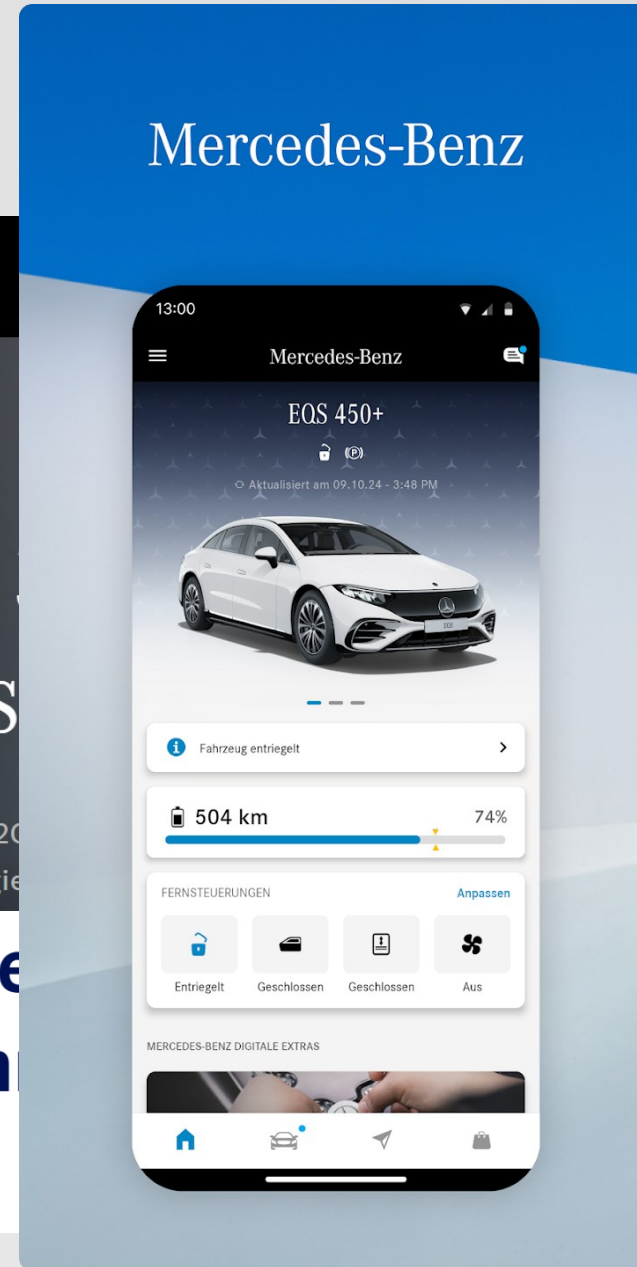 Mercedes-Benz
13:00
Mercedes-Benz
EQS 450+
Aktualisiert am 09.10.24 - 3:48 PM
EQS
Fahrzeug entriegelt
504 km
74%
FERNSTEUERUNGEN
Anpassen
Entriegelt
Geschlossen
Geschlossen
Aus
MERCEDES-BENZ DIGITALE EXTRAS